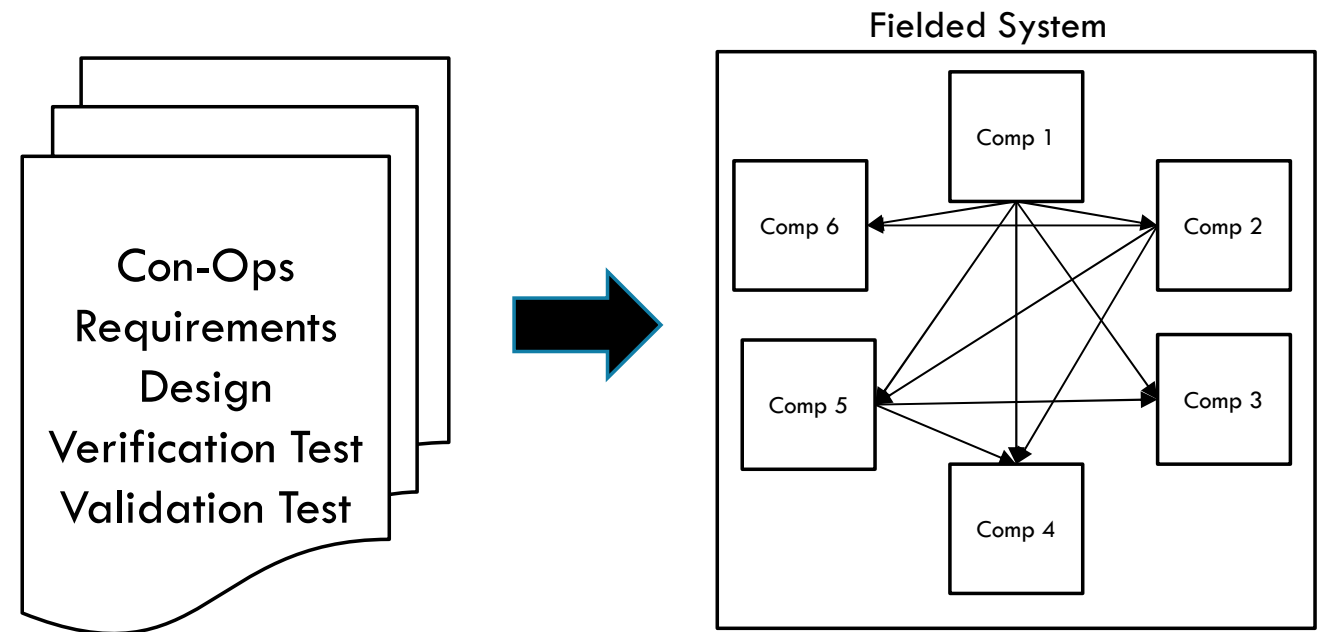 Con-Ops
Requirements
Design
Verification Test
Validation Test
Fielded System
Comp 1
Comp 6
Comp 2
Comp 5
Comp 3
Comp 4